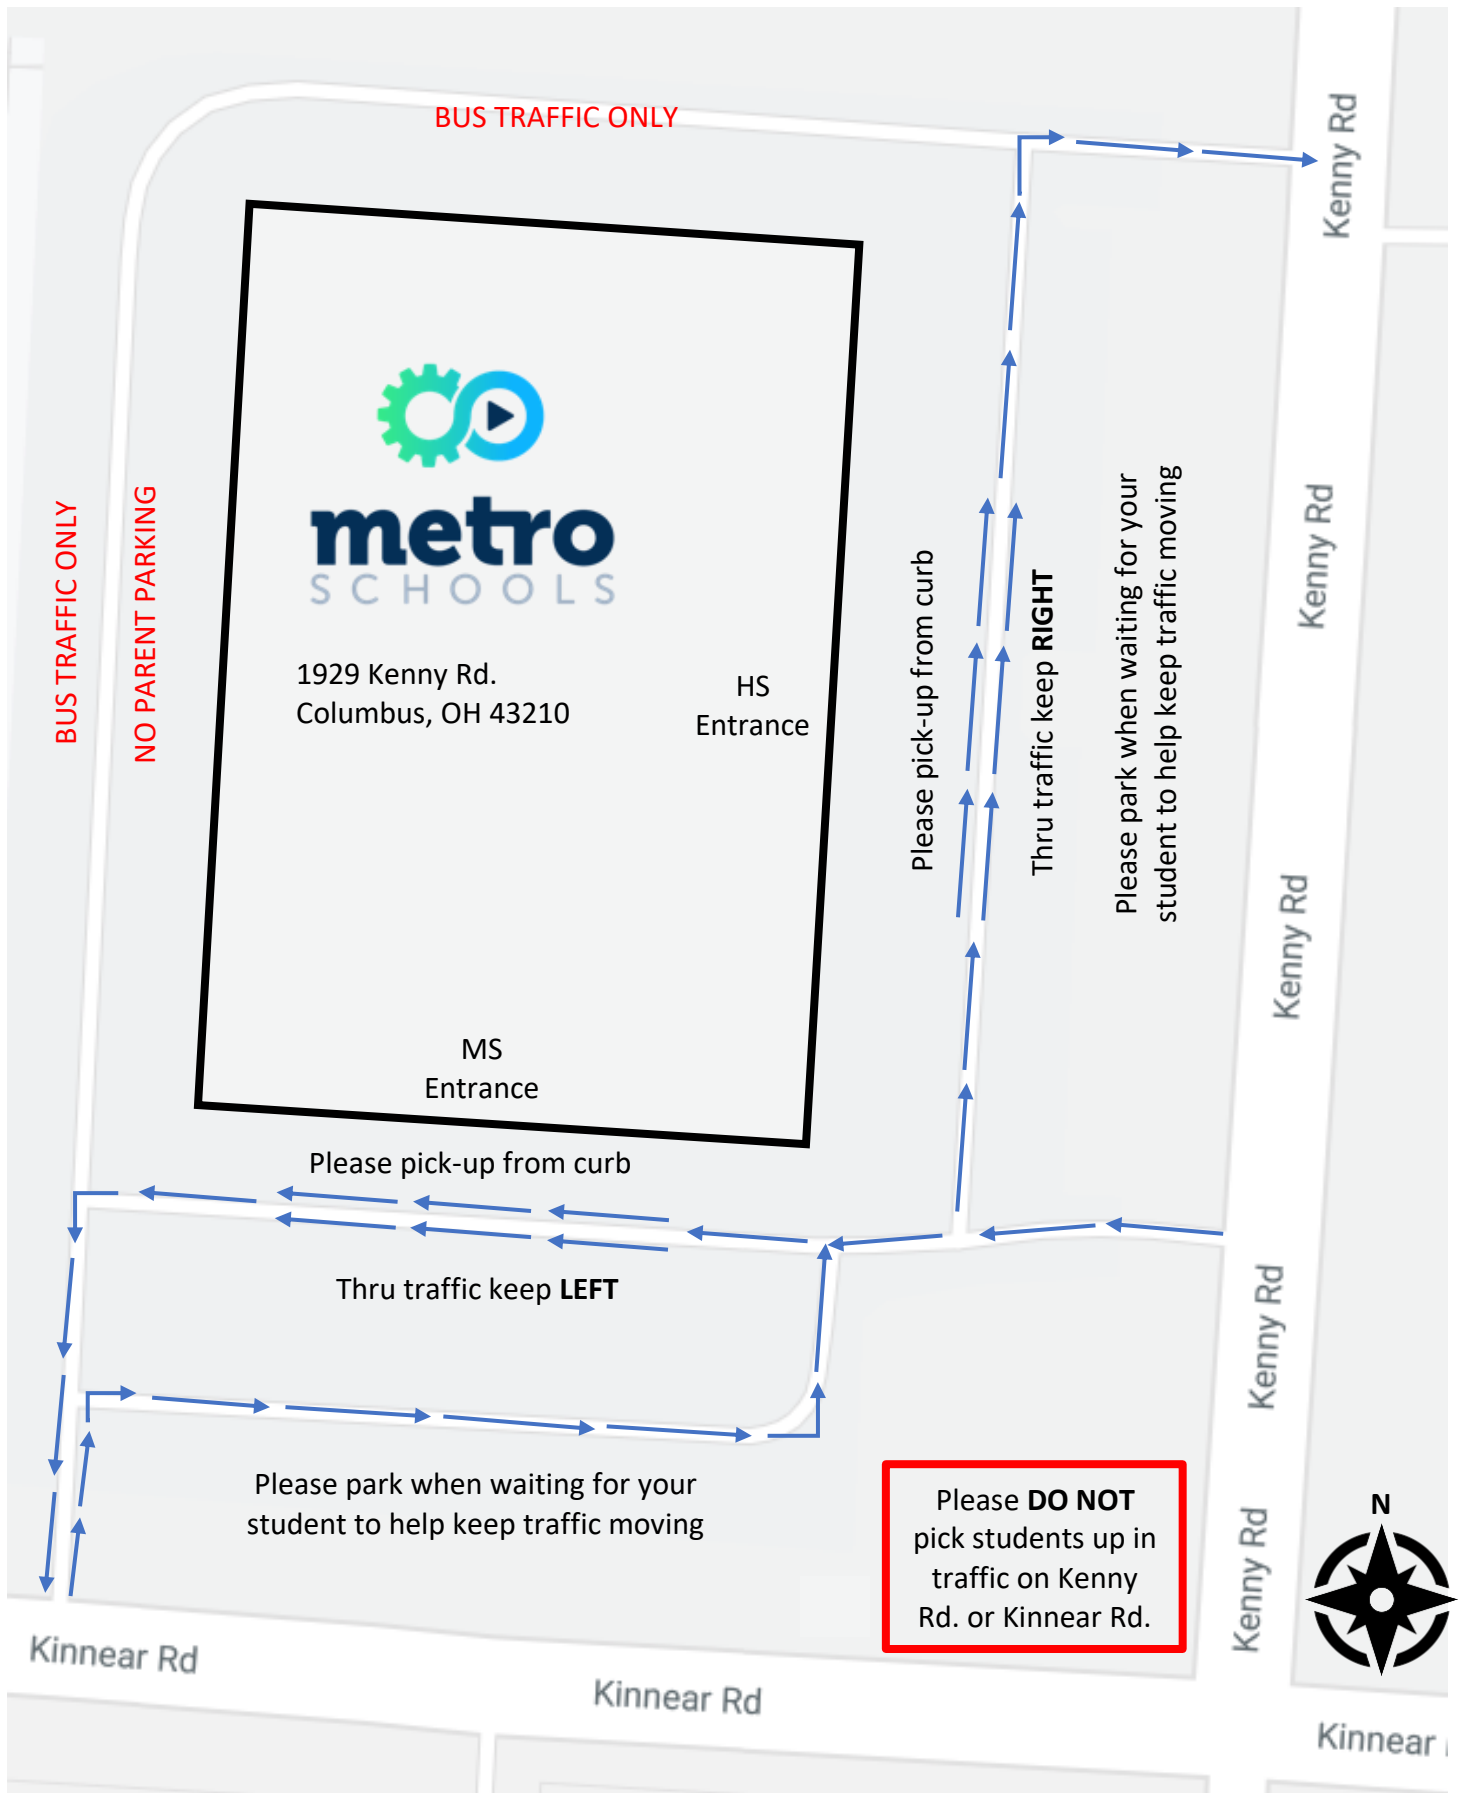 BUS TRAFFIC ONLY
Kenny Rd
metro
SCHOOLS
1929 Kenny Rd.
Columbus, OH 43210
HS
Entrance
MS
Entrance
BUS TRAFFIC ONLY
NO PARENT PARKING
Please pick-up from curb
Thru traffic keep RIGHT
Please park when waiting for your
student to help keep traffic moving
Kenny Rd
Kenny Rd
Please pick-up from curb
Thru traffic keep LEFT
Kenny Rd
Please park when waiting for your
student to help keep traffic moving
Please DO NOT
pick students up in
traffic on Kenny
Rd. or Kinnear Rd.
Kenny Rd
N
Kinnear Rd
Kinnear Rd
Kinnear